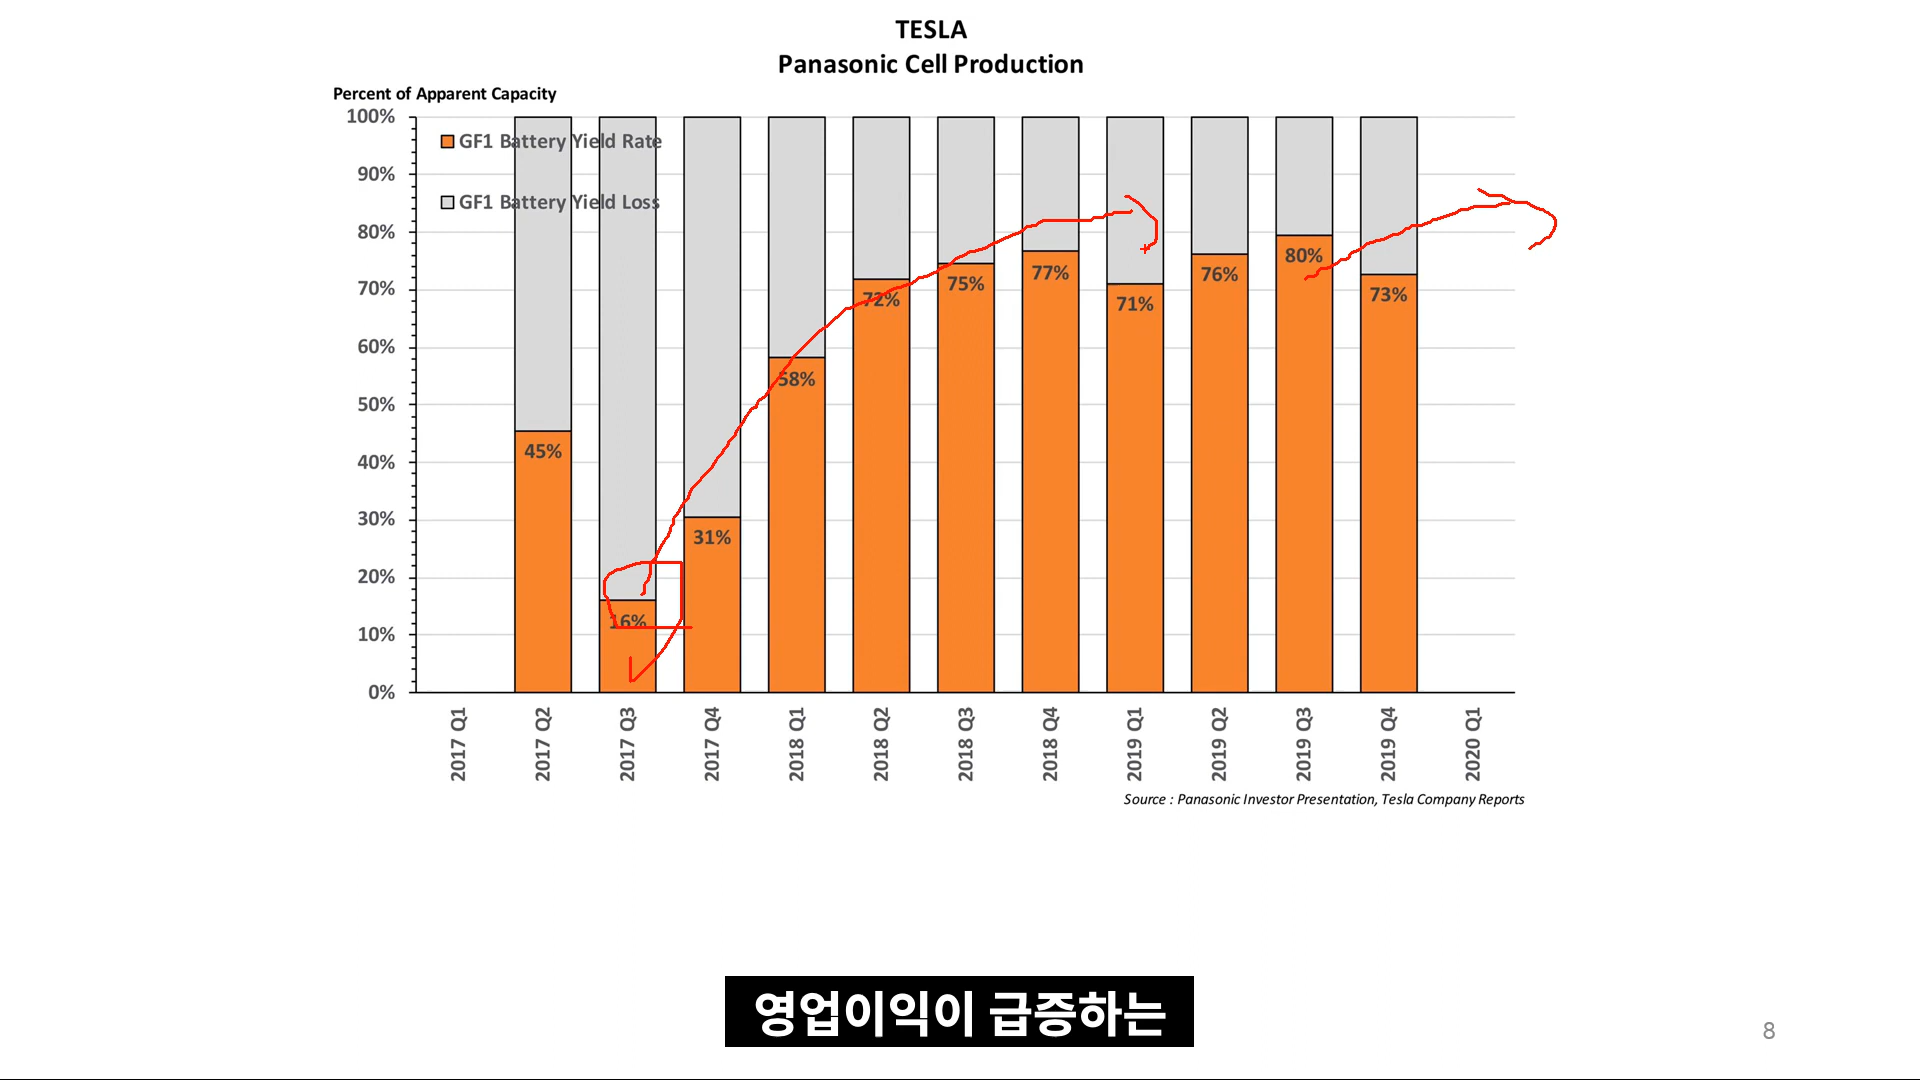 TESLA
Panasonic Cell Production
Percent of Apparent Capacity
100%
90%
80%
70%
60%
50%
40%
30%
20%
10%
0%
GF1 Battery Yield Rate
GF1 Battery Yield Loss
45%
16%
31%
58%
72%
75%
77%
71%
76%
80%
73%
2017 Q1
2017 Q2
2017 Q3
2017 Q4
2018 Q1
2018 Q2
2018 Q3
2018 Q4
2019 Q1
2019 Q2
2019 Q3
2019 Q4
2020 Q1
Source : Panasonic Investor Presentation, Tesla Company Reports
영업이익이 급증하는
8